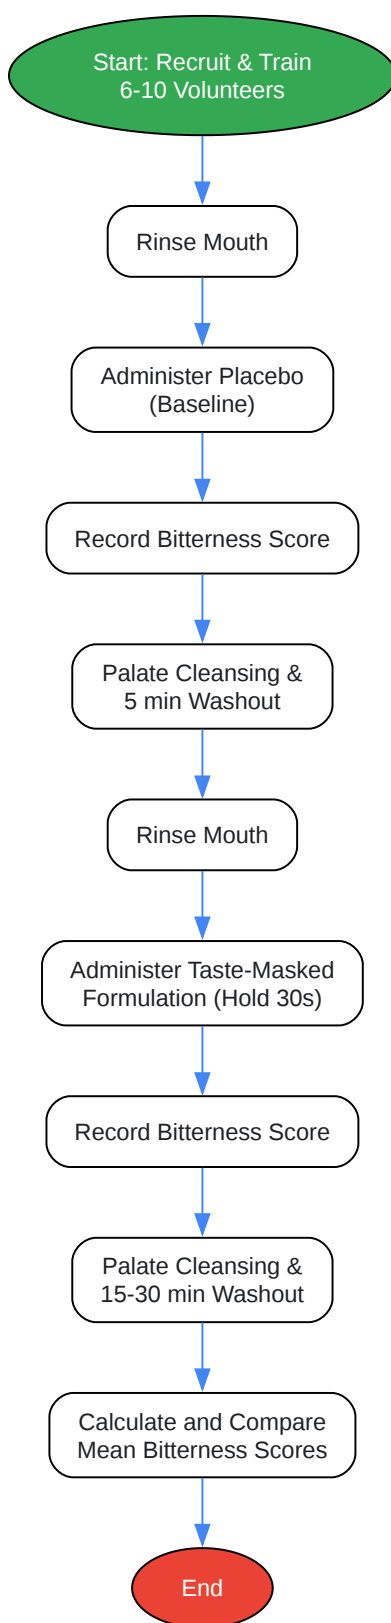 Start: Recruit & Train
6-10 Volunteers
Rinse Mouth
Administer Placebo
(Baseline)
Record Bitterness Score
Palate Cleansing &
5 min Washout
Rinse Mouth
Administer Taste-Masked
Formulation (Hold 30s)
Record Bitterness Score
Palate Cleansing &
15-30 min Washout
Calculate and Compare
Mean Bitterness Scores
End